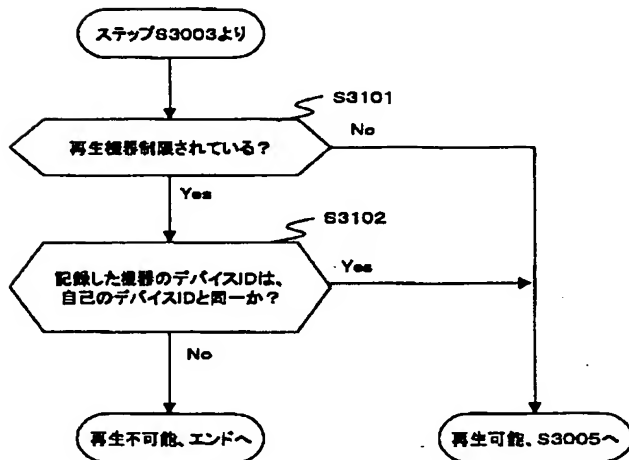 ステップS3003より
S3101
再生機器制限されている？
No
Yes
S3102
記録した機器のデバイスIDは、
自己のデバイスIDと同一か？
Yes
No
再生不可能、エンドへ
再生可能、S3005へ